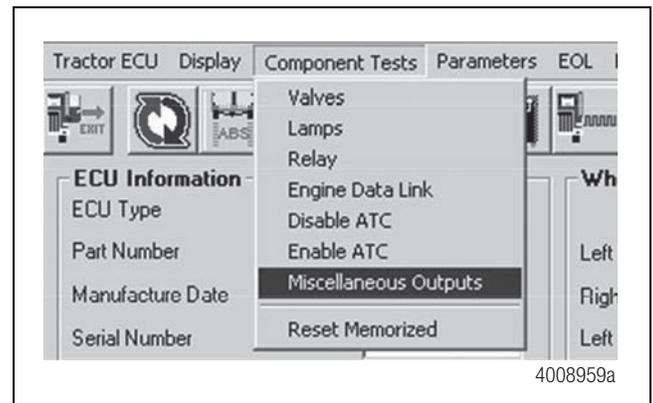 Tractor ECU Display Component Tests Parameters EOL
EXIT ABS
Valves
Lamps
Relay
Engine Data Link
Disable ATC
Enable ATC
Miscellaneous Outputs
Reset Memorized
ECU Information
ECU Type
Part Number
Manufacture Date
Serial Number
Wh
Left
Righ
Left
4008959a